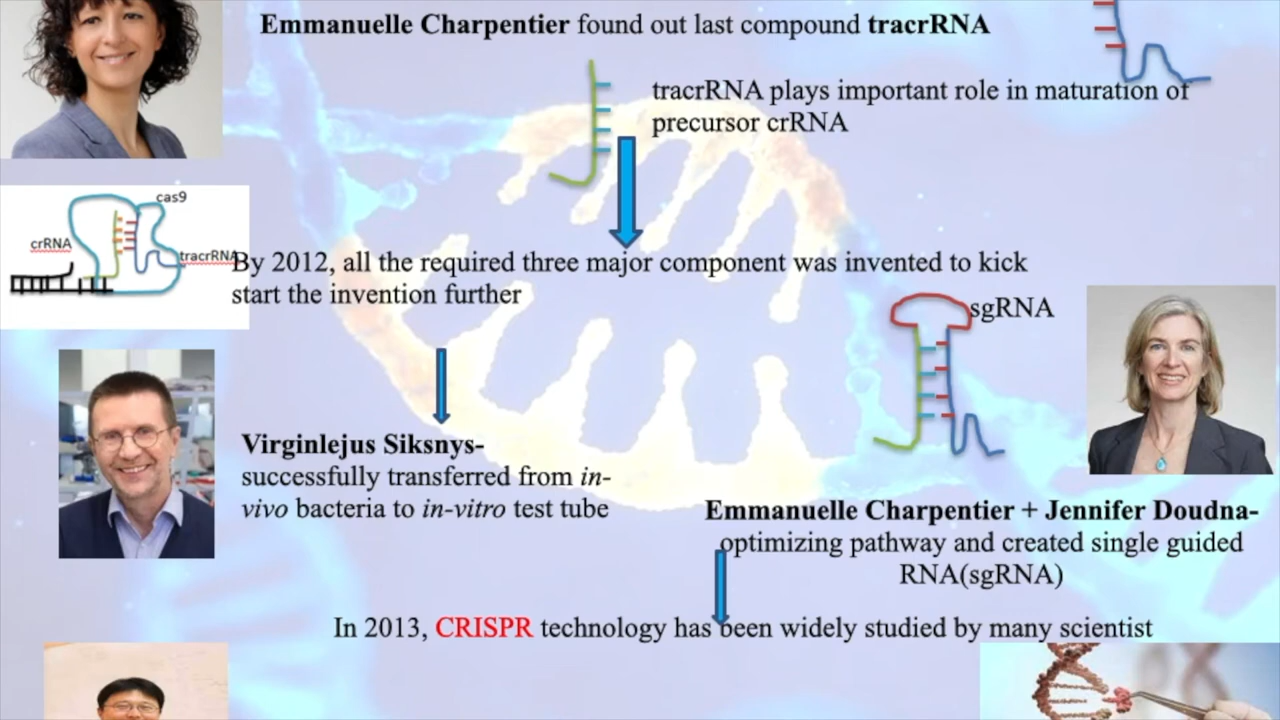 Emmanuelle Charpentier found out last compound tracrRNA
tracrRNA plays important role in maturation of
precursor crRNA
cas9
crRNA
tracrRNA
By 2012, all the required three major component was invented to kick
start the invention further
sgRNA
Virginlejus Siksnys-
successfully transferred from in-
vivo bacteria to in-vitro test tube
Emmanuelle Charpentier + Jennifer Doudna-
optimizing pathway and created single guided
RNA(sgRNA)
In 2013, CRISPR technology has been widely studied by many scientist